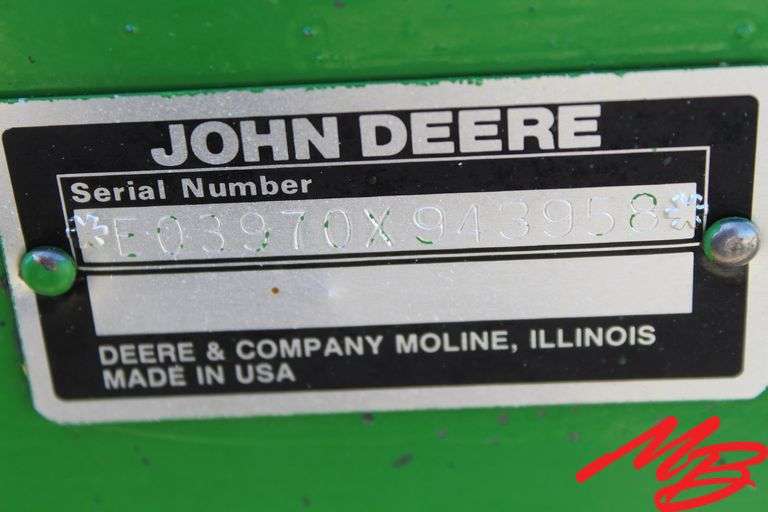 JOHN DEERE
Serial Number
*E03970X943958*
DEERE & COMPANY MOLINE, ILLINOIS
MADE IN USA
MB